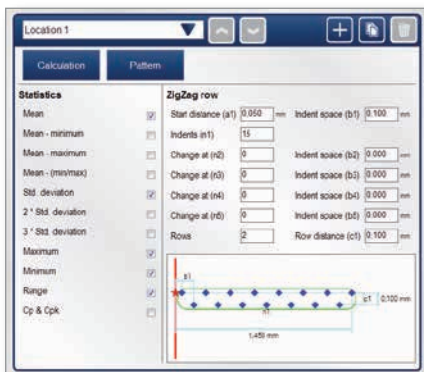 Location 1
Calculation Pattern
Statistics
Mean
Mean - minimum
Mean - maximum
Mean - (min/max)
Std. deviation
2 * Std. deviation
3 * Std. deviation
Maximum
Minimum
Range
Cp & Cpk
ZigZag row
Start distance (a1) 0,050 mm Indent space (b1) 0.100 mm
Indents in1) 15
Change at (n2) 0 Indent space (b2) 0.000 mm
Change at (n3) 0 Indent space (b3) 0.000 mm
Change at (n4) 0 Indent space (b4) 0.000 mm
Change at (n5) 0 Indent space (b5) 0.000 mm
Rows 2 Row distance (c1) 0.100 mm
c1 0,100 mm
n1
1,450 mm